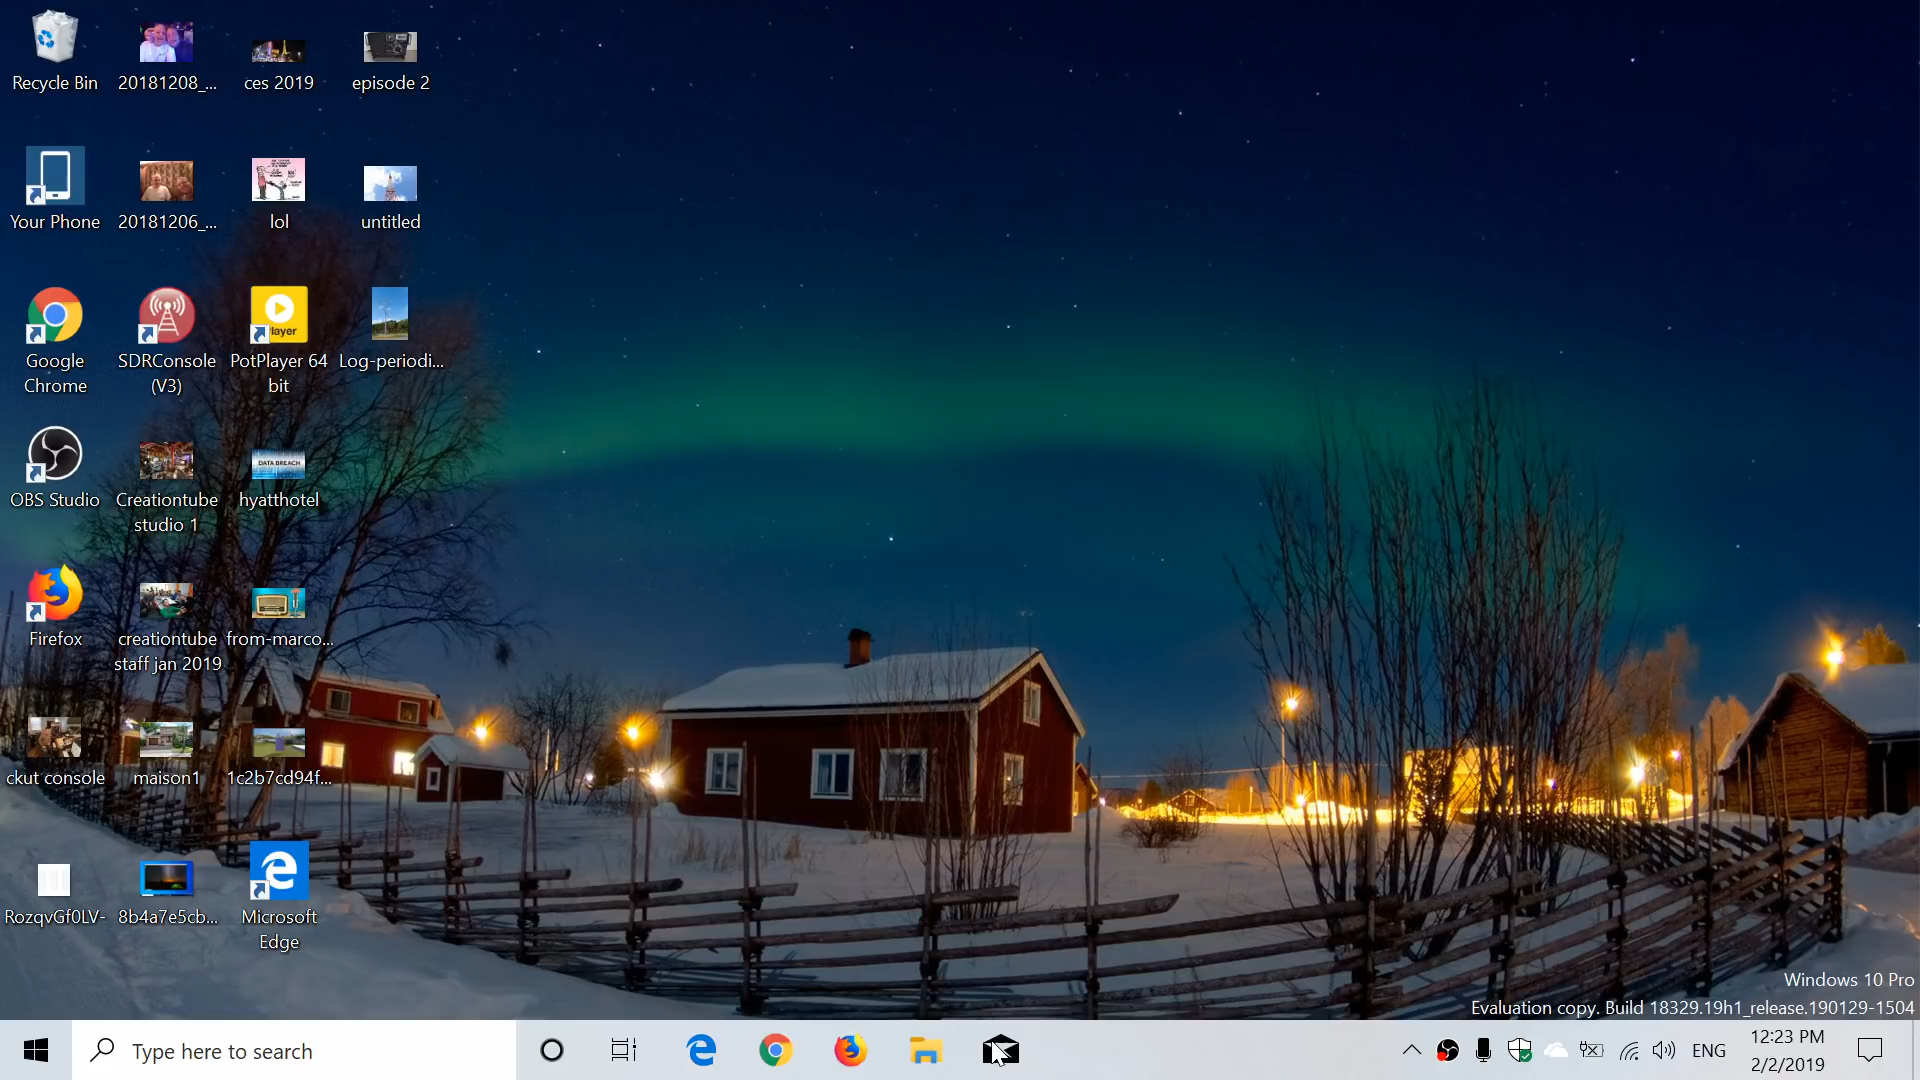 Recycle Bin
20181208_...
ces 2019
episode 2
Your Phone
20181206_...
lol
untitled
Google
Chrome
SDRConsole
(V3)
layer
PotPlayer 64
bit
Log-periodi...
OBS Studio
Creationtube
studio 1
DATA BREACH
hyatthotel
Firefox
creationtube
staff jan 2019
from-marco...
ckut console
maison1
1c2b7cd94f...
RozqvGf0LV-
8b4a7e5cb...
Microsoft
Edge
Windows 10 Pro
Evaluation copy. Build 18329.19h1_release.190129-1504
Type here to search
ENG
12:23 PM
2/2/2019